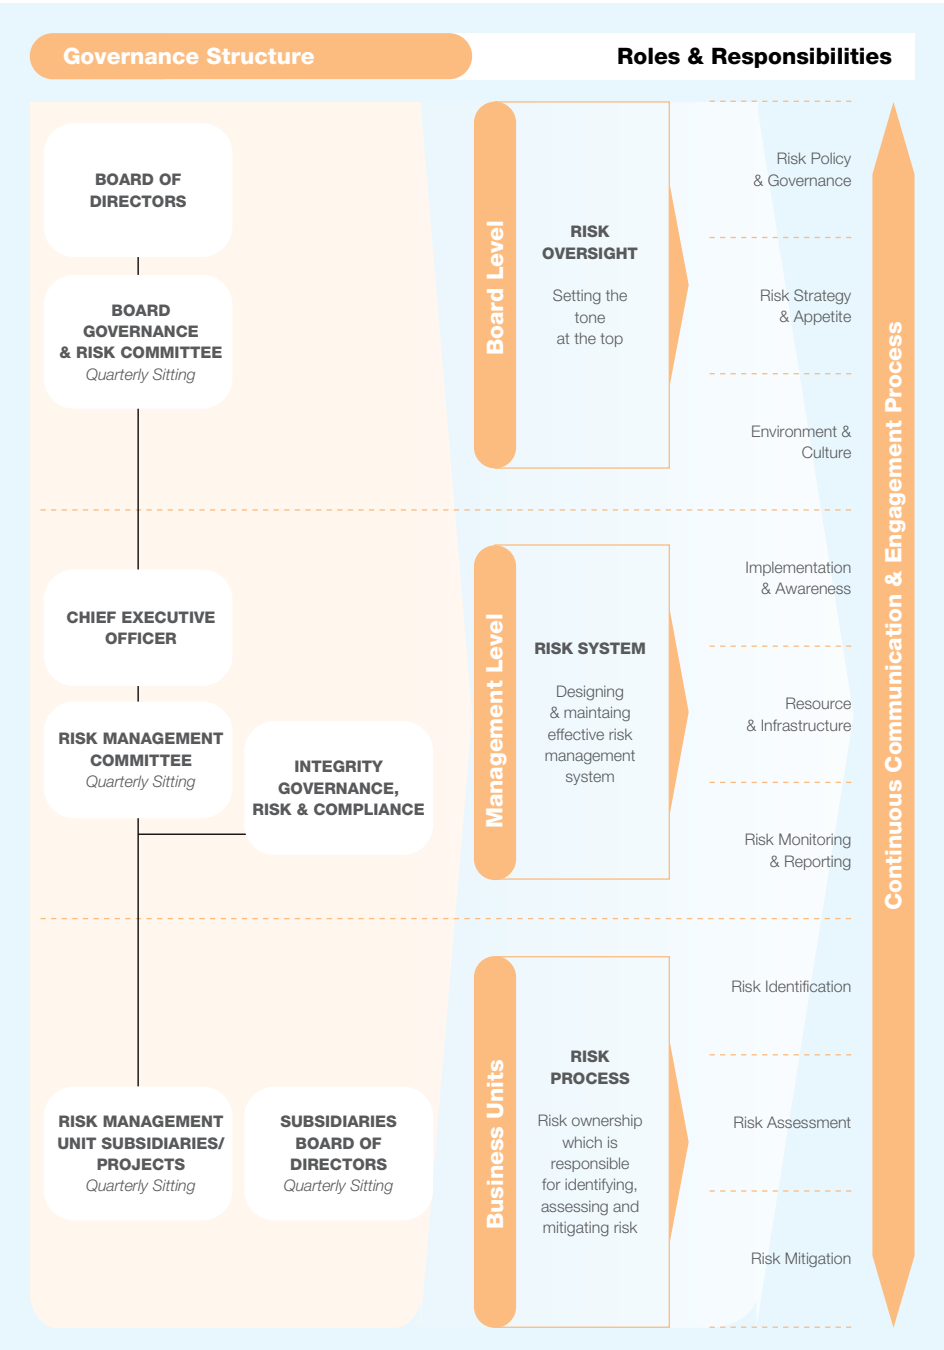 Governance Structure
Roles & Responsibilities
BOARD OF
DIRECTORS
BOARD
GOVERNANCE
& RISK COMMITTEE
Quarterly Sitting
Board Level
RISK
OVERSIGHT
Setting the
tone
at the top
Risk Policy
& Governance
Risk Strategy
& Appetite
Environment &
Culture
CHIEF EXECUTIVE
OFFICER
RISK MANAGEMENT
COMMITTEE
Quarterly Sitting
INTEGRITY
GOVERNANCE,
RISK & COMPLIANCE
Management Level
RISK SYSTEM
Designing
& maintaing
effective risk
management
system
Implementation
& Awareness
Resource
& Infrastructure
Risk Monitoring
& Reporting
RISK MANAGEMENT
UNIT SUBSIDIARIES/
PROJECTS
Quarterly Sitting
SUBSIDIARIES
BOARD OF
DIRECTORS
Quarterly Sitting
Business Units
RISK
PROCESS
Risk ownership
which is
responsible
for identifying,
assessing and
mitigating risk
Risk Identification
Risk Assessment
Risk Mitigation
Continuous Communication & Engagement Process